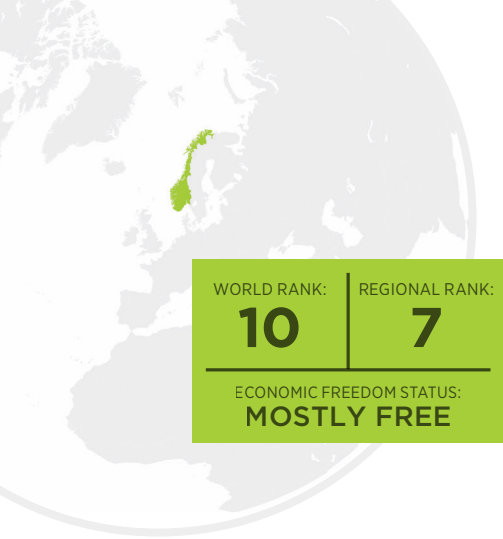 WORLD RANK:
10
REGIONAL RANK:
7
ECONOMIC FREEDOM STATUS:
MOSTLY FREE